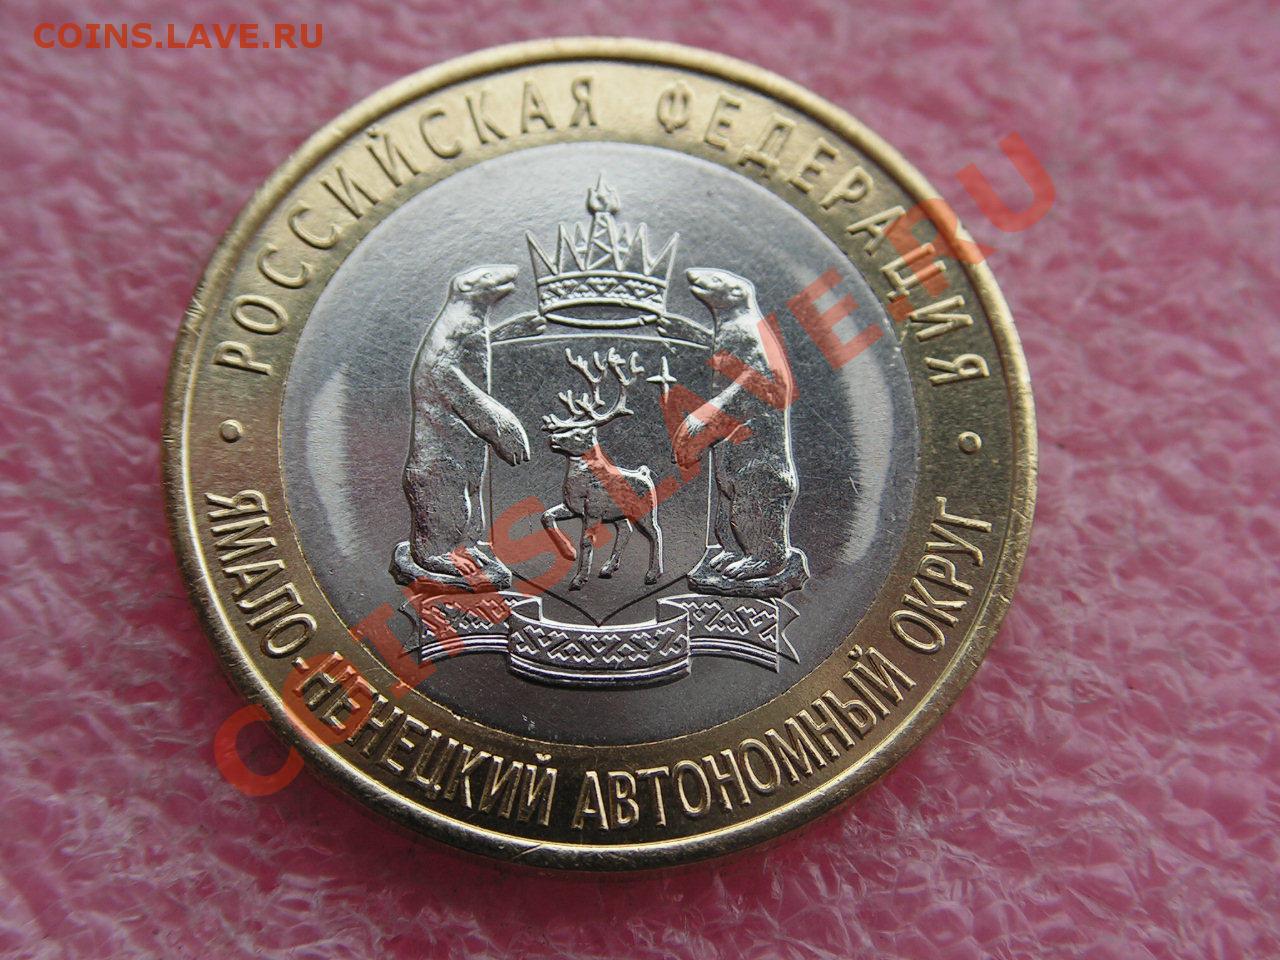 COINS.LAVE.RU
РОССИЙСКАЯ ФЕДЕРАЦИЯ
ЯМАЛО-НЕНЕЦКИЙ АВТОНОМНЫЙ ОКРУГ
COINS.LAVE.RU